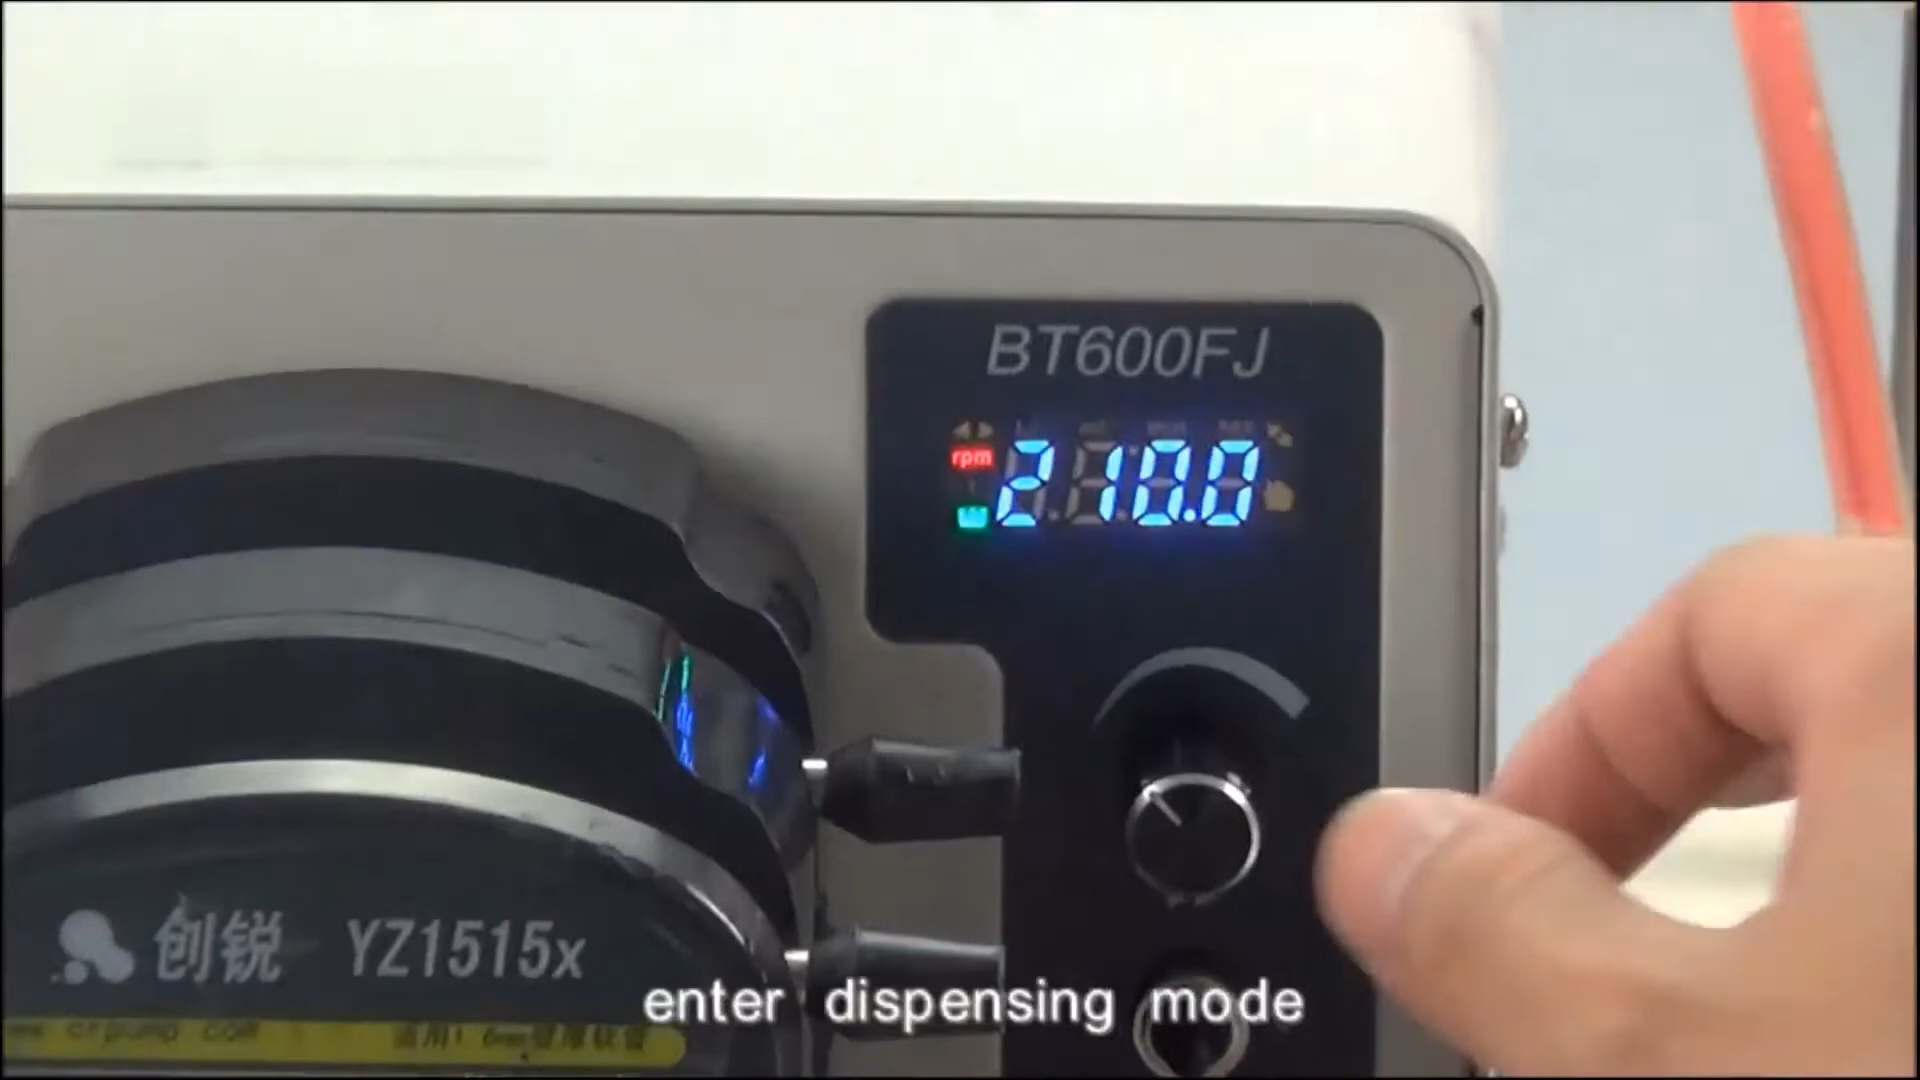 BT600FJ
rpm
210.0
创锐 YZ1515x
enter dispensing mode